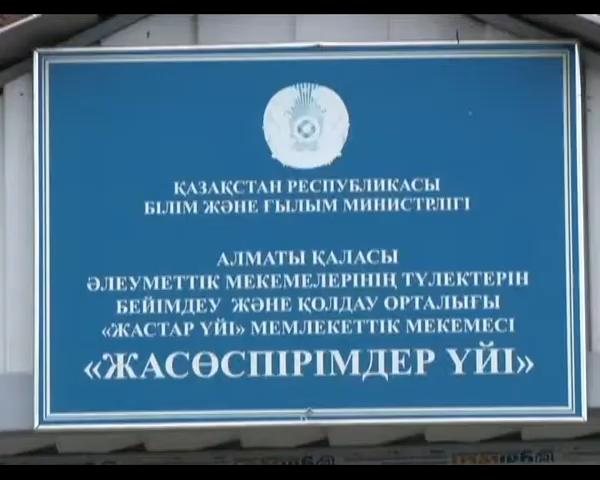 ҚАЗАҚСТАН РЕСПУБЛИКАСЫ
БІЛІМ ЖӘНЕ ҒЫЛЫМ МИНИСТРЛІГІ
АЛМАТЫ ҚАЛАСЫ
ӘЛЕУМЕТТІК МЕКЕМЕЛЕРІНІҢ ТҮЛЕКТЕРІН
БЕЙІМДЕУ ЖӘНЕ ҚОЛДАУ ОРТАЛЫҒЫ
«ЖАСТАР ҮЙІ» МЕМЛЕКЕТТІК МЕКЕМЕСІ
«ЖАСӨСПІРІМДЕР ҮЙІ»